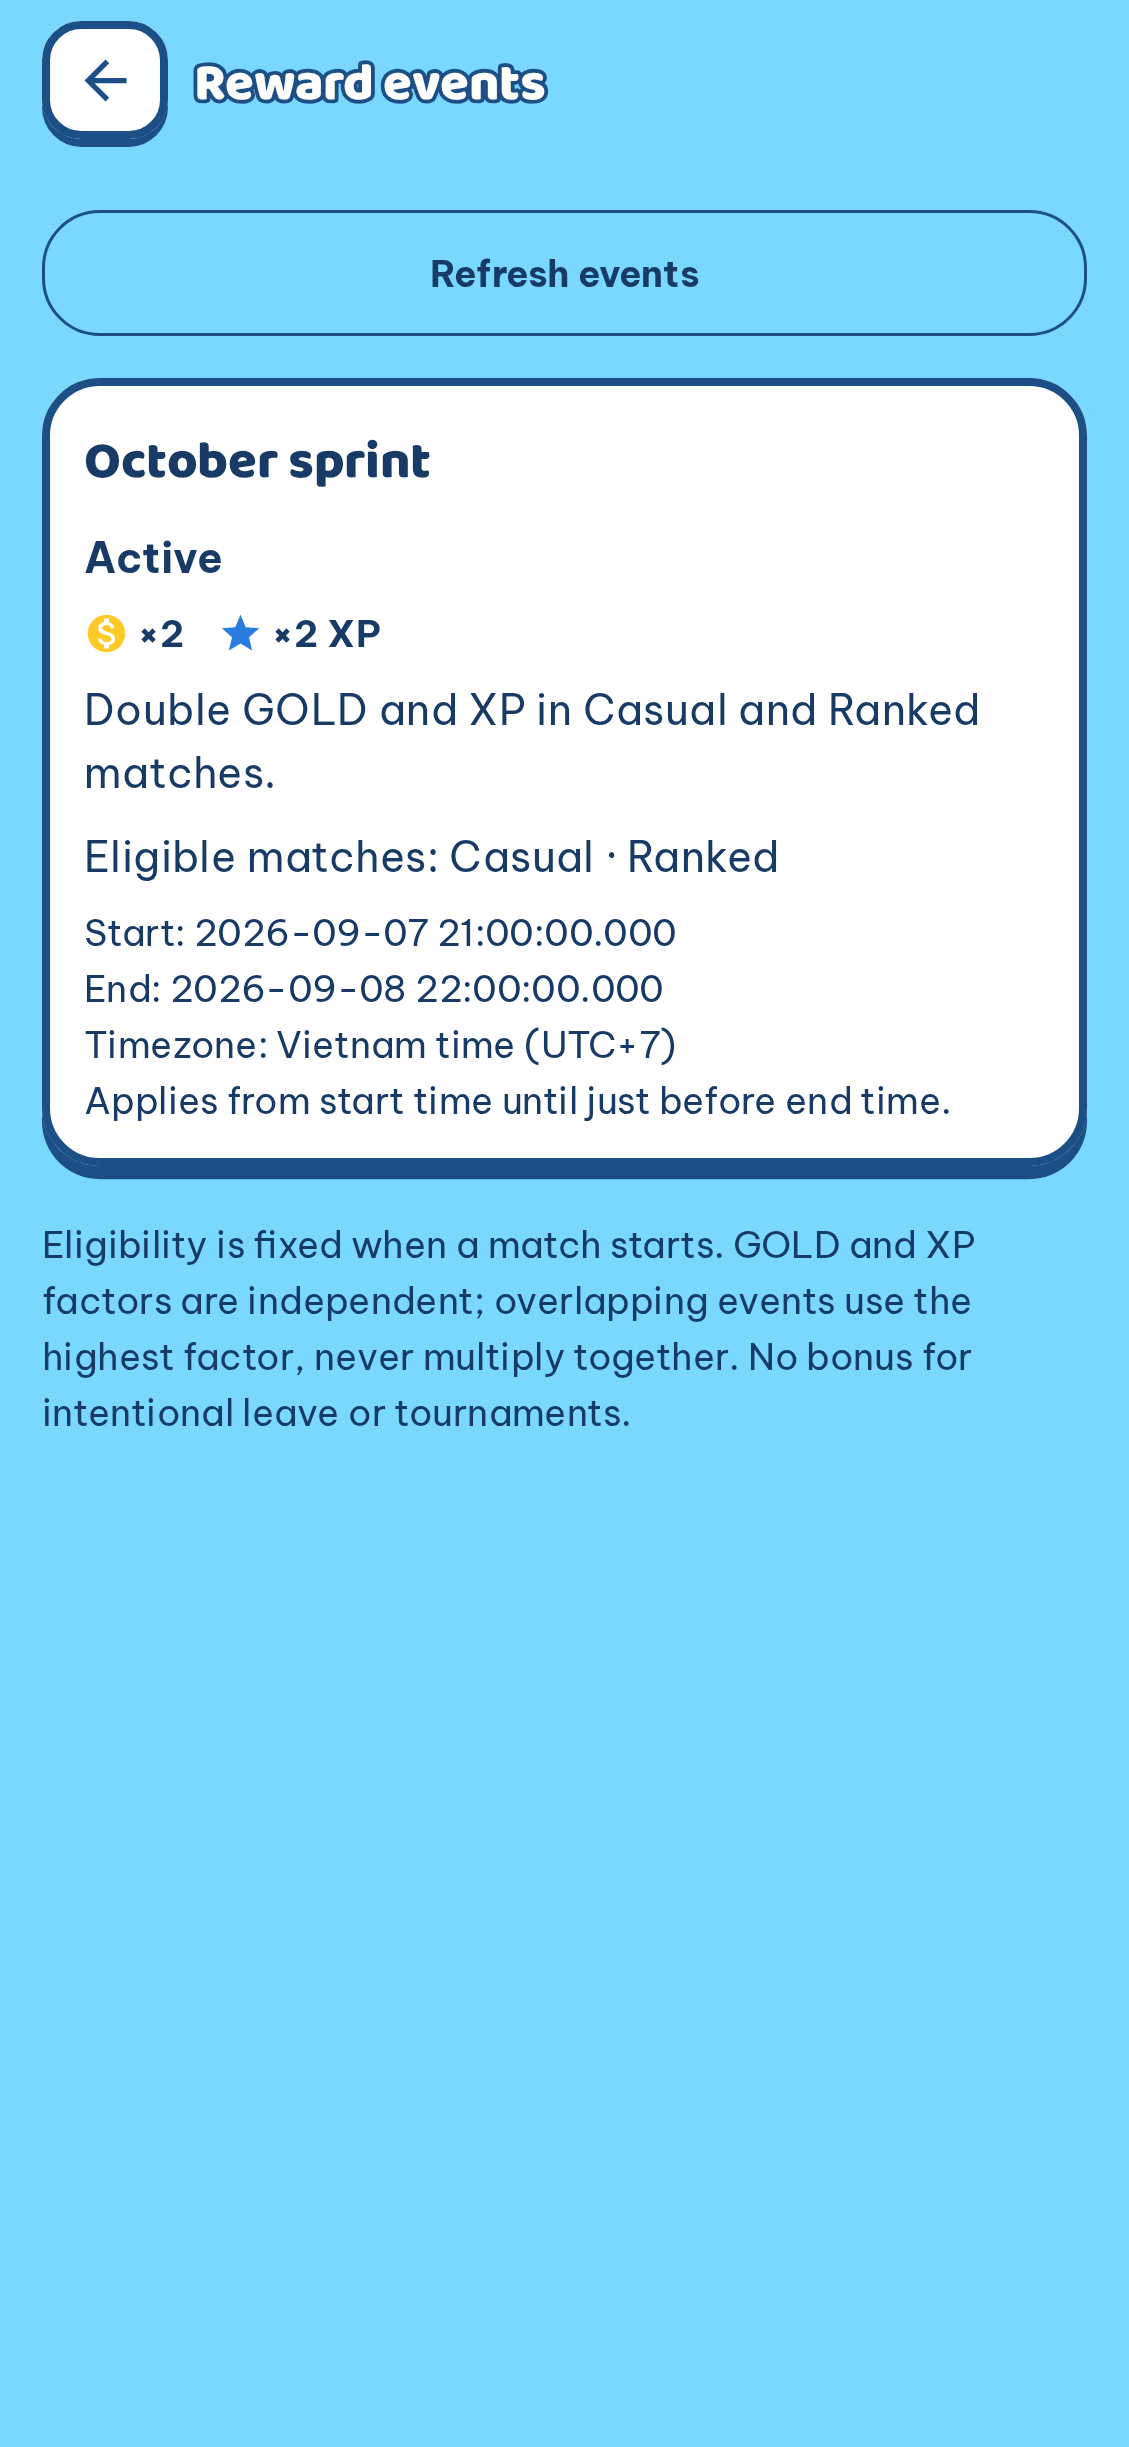 Reward events
Refresh events
October sprint
Active
×2 ×2 XP
Double GOLD and XP in Casual and Ranked
matches.
Eligible matches: Casual · Ranked
Start: 2026-09-07 21:00:00.000
End: 2026-09-08 22:00:00.000
Timezone: Vietnam time (UTC+7)
Applies from start time until just before end time.
Eligibility is fixed when a match starts. GOLD and XP
factors are independent; overlapping events use the
highest factor, never multiply together. No bonus for
intentional leave or tournaments.